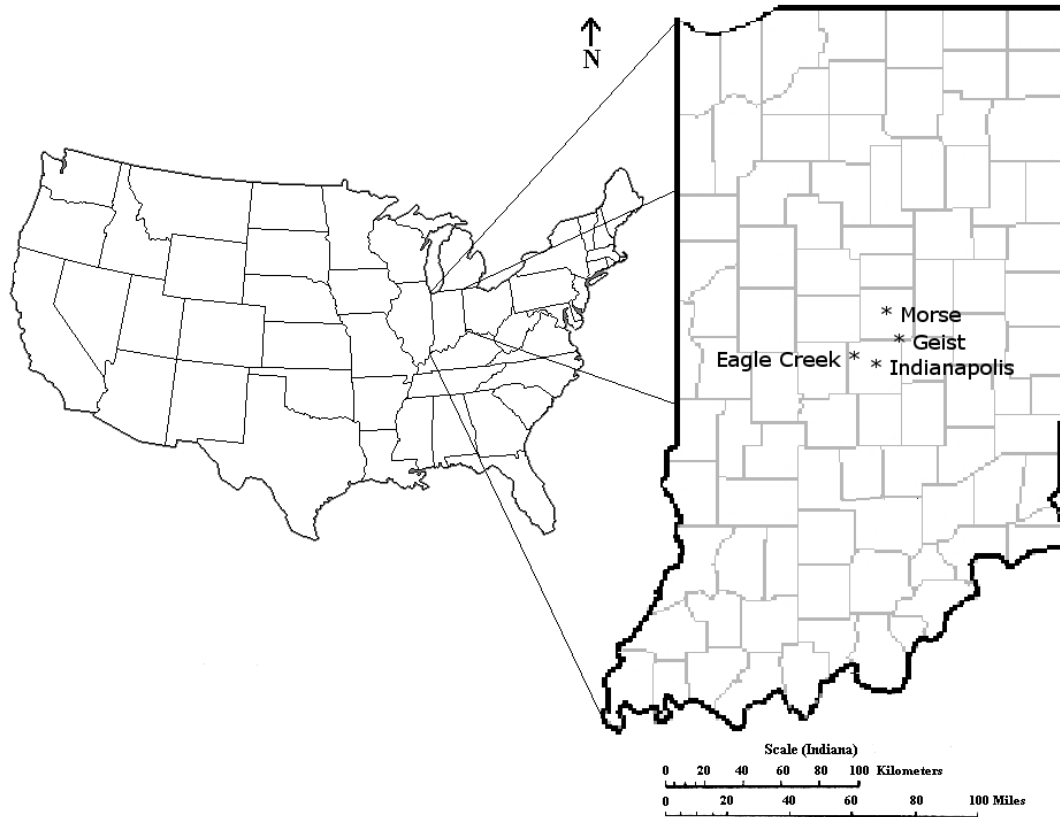 N
* Morse
* Geist
Eagle Creek *
* Indianapolis
Scale (Indiana)
0 20 40 60 80 100 Kilometers
0 20 40 60 80 100 Miles